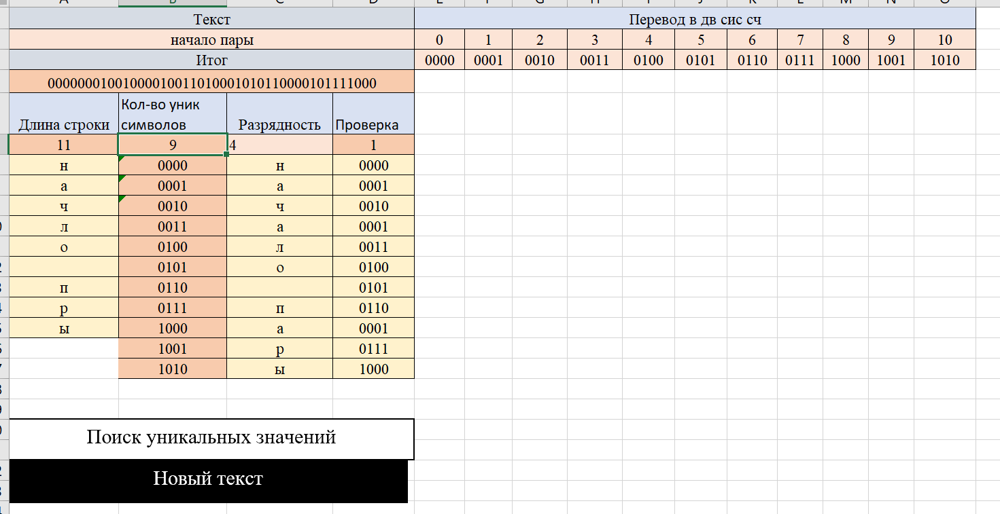 Текст Перевод в дв сис сч
начало пары 0 1 2 3 4 5 6 7 8 9 10
Итог 0000 0001 0010 0011 0100 0101 0110 0111 1000 1001 1010
00000001001000010011010001010110000101111000
Кол-во уник
Длина строки символов Разрядность Проверка
11 9 4 1
н 0000 н 0000
а 0001 а 0001
ч 0010 ч 0010
л 0011 а 0001
о 0100 л 0011
0101 о 0100
п 0110 0101
р 0111 п 0110
ы 1000 а 0001
1001 р 0111
1010 ы 1000
Поиск уникальных значений
Новый текст